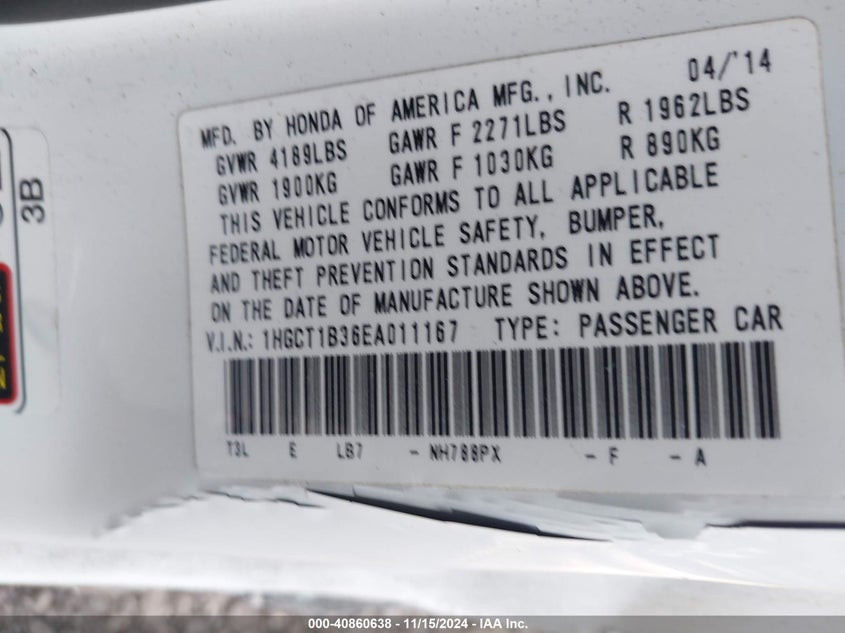 04/'14
MFD. BY HONDA OF AMERICA MFG., INC.
GVWR 4189LBS GAWR F 2271LBS R 1962LBS
GVWR 1900KG GAWR F 1030KG R 890KG
THIS VEHICLE CONFORMS TO ALL APPLICABLE
FEDERAL MOTOR VEHICLE SAFETY, BUMPER,
AND THEFT PREVENTION STANDARDS IN EFFECT
ON THE DATE OF MANUFACTURE SHOWN ABOVE.
V.I.N.: 1HGCT1B36EA011167 TYPE: PASSENGER CAR
T3L E LB7 - NH788PX - F - A
3B
000-40860638 - 11/15/2024 - IAA Inc.